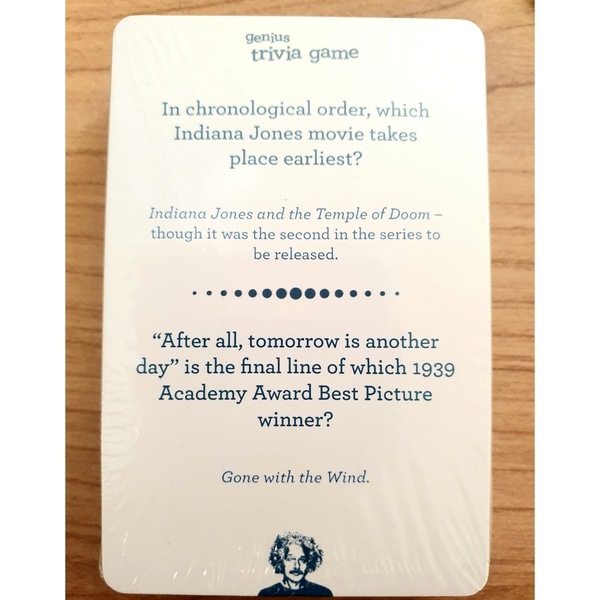 genius
trivia game
In chronological order, which
Indiana Jones movie takes
place earliest?
Indiana Jones and the Temple of Doom –
though it was the second in the series to
be released.
“After all, tomorrow is another
day” is the final line of which 1939
Academy Award Best Picture
winner?
Gone with the Wind.